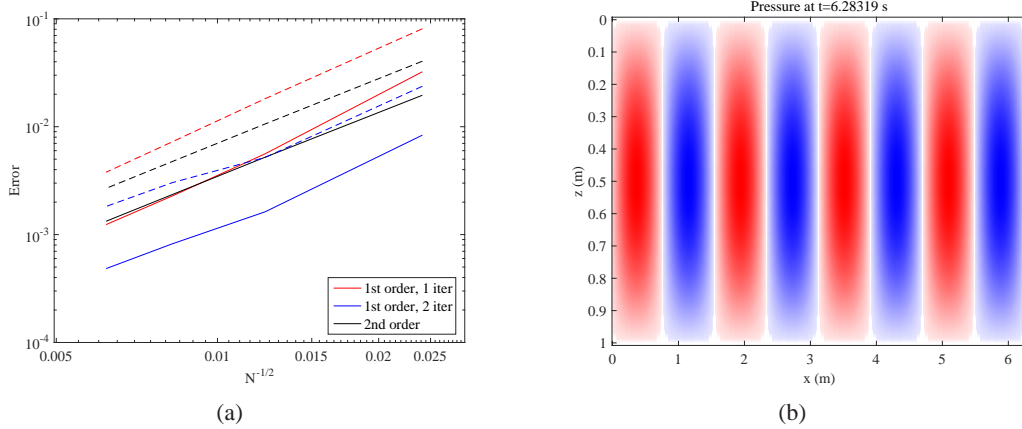 10^-1
10^-2
10^-3
10^-4
Error
0.005
0.01
0.015
0.02
0.025
N^-1/2
1st order, 1 iter
1st order, 2 iter
2nd order
(a)
Pressure at t=6.28319 s
0
0.1
0.2
0.3
0.4
0.5
0.6
0.7
0.8
0.9
1
z (m)
0 1 2 3 4 5 6
x (m)
(b)